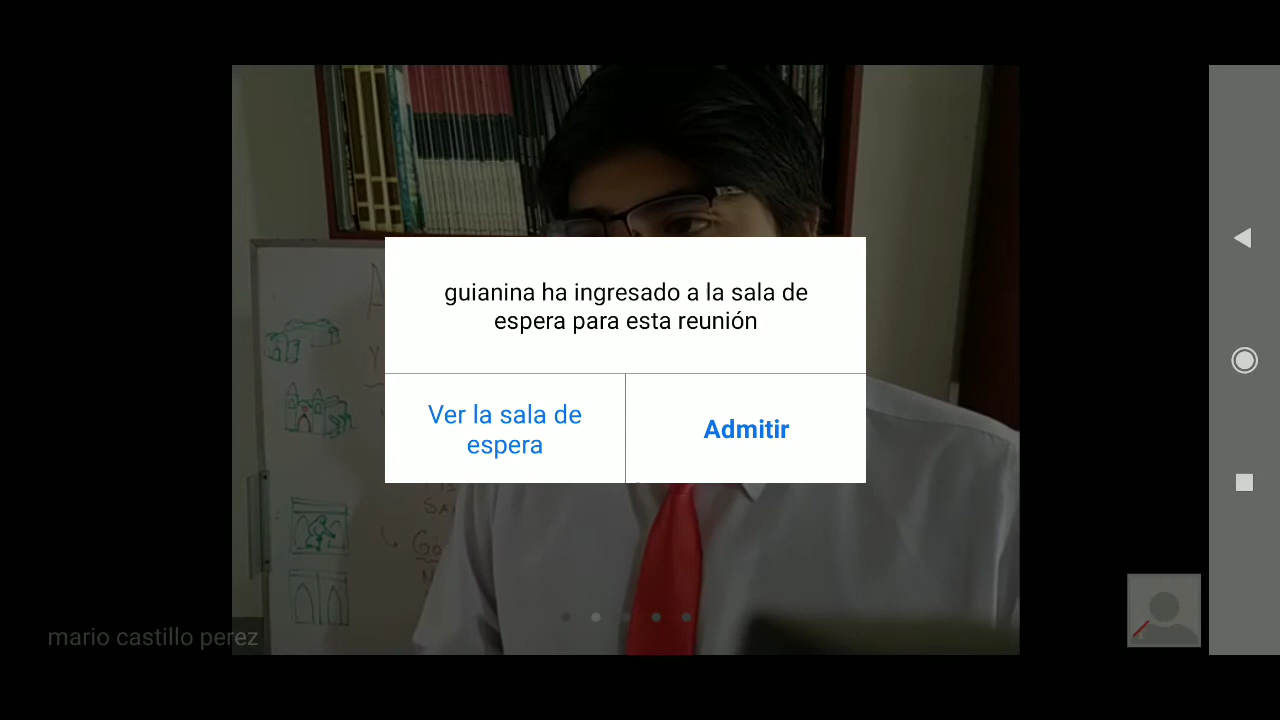 guianina ha ingresado a la sala de
espera para esta reunión
Ver la sala de
espera
Admitir
mario castillo perez